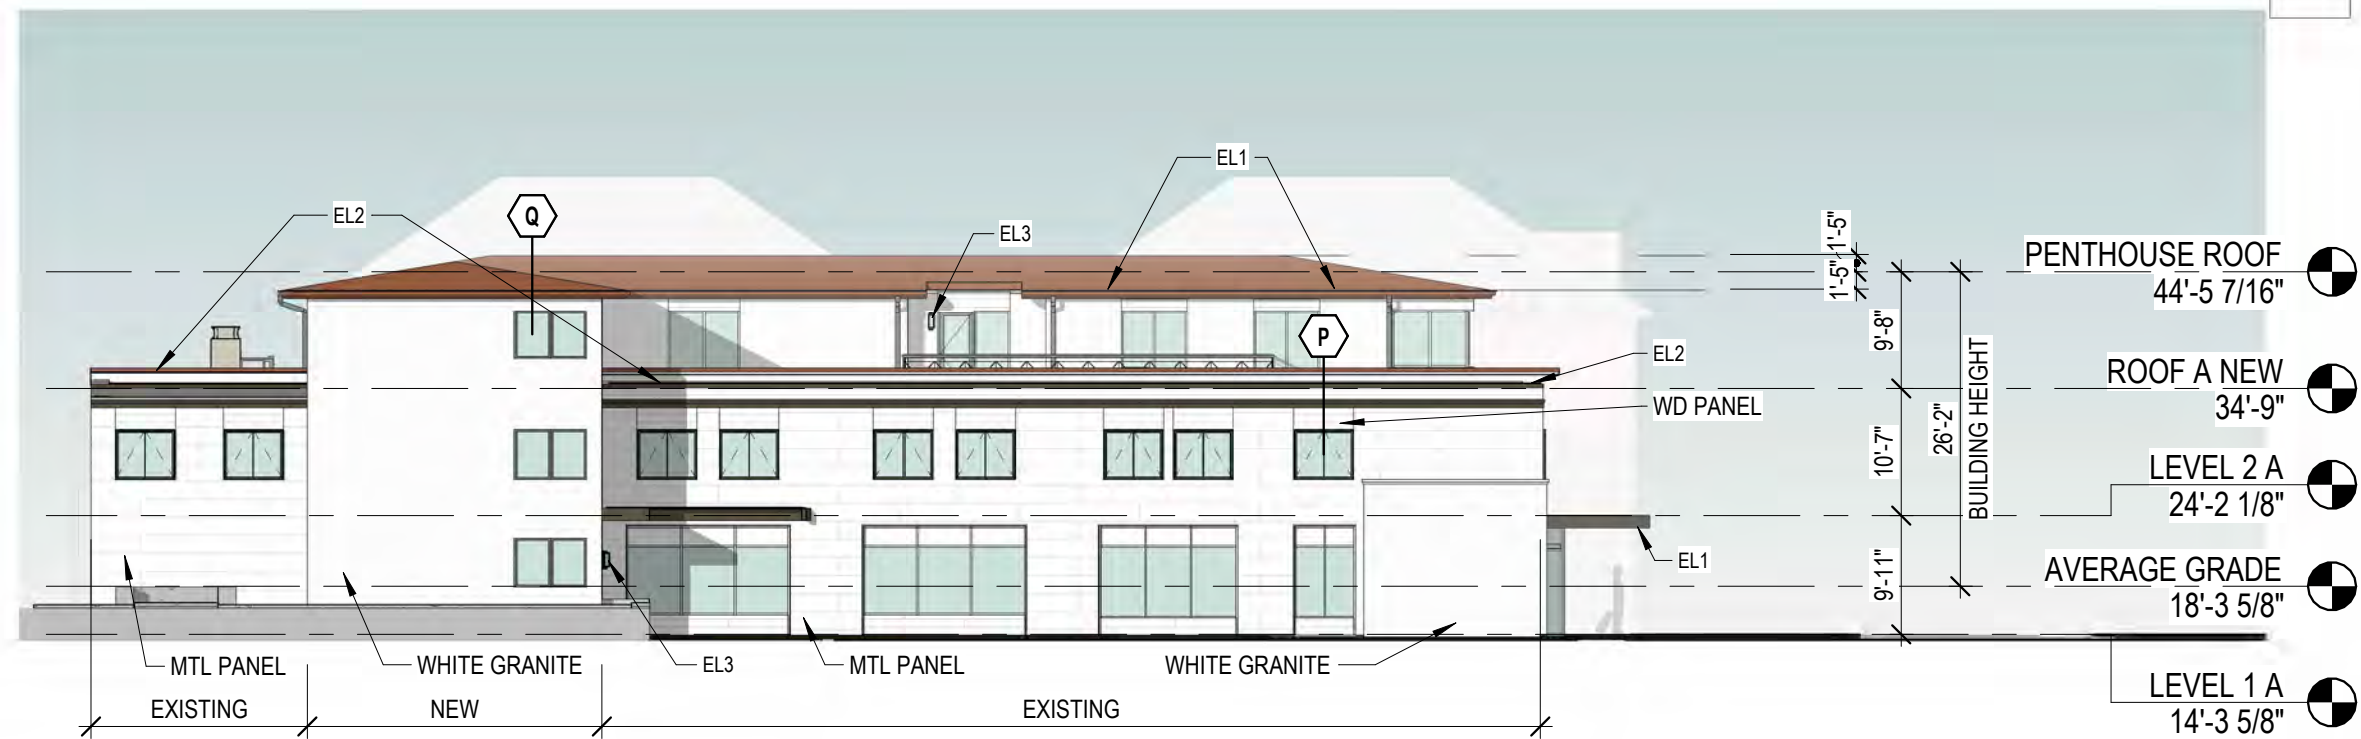 EL1
EL2
Q
EL3
1'-5"
1'-5"
PENTHOUSE ROOF
44'-5 7/16"
9'-8"
P
EL2
ROOF A NEW
34'-9"
WD PANEL
10'-7"
26'-2"
BUILDING HEIGHT
LEVEL 2 A
24'-2 1/8"
EL1
9'-11"
AVERAGE GRADE
18'-3 5/8"
MTL PANEL
WHITE GRANITE
EL3
MTL PANEL
WHITE GRANITE
LEVEL 1 A
14'-3 5/8"
EXISTING
NEW
EXISTING